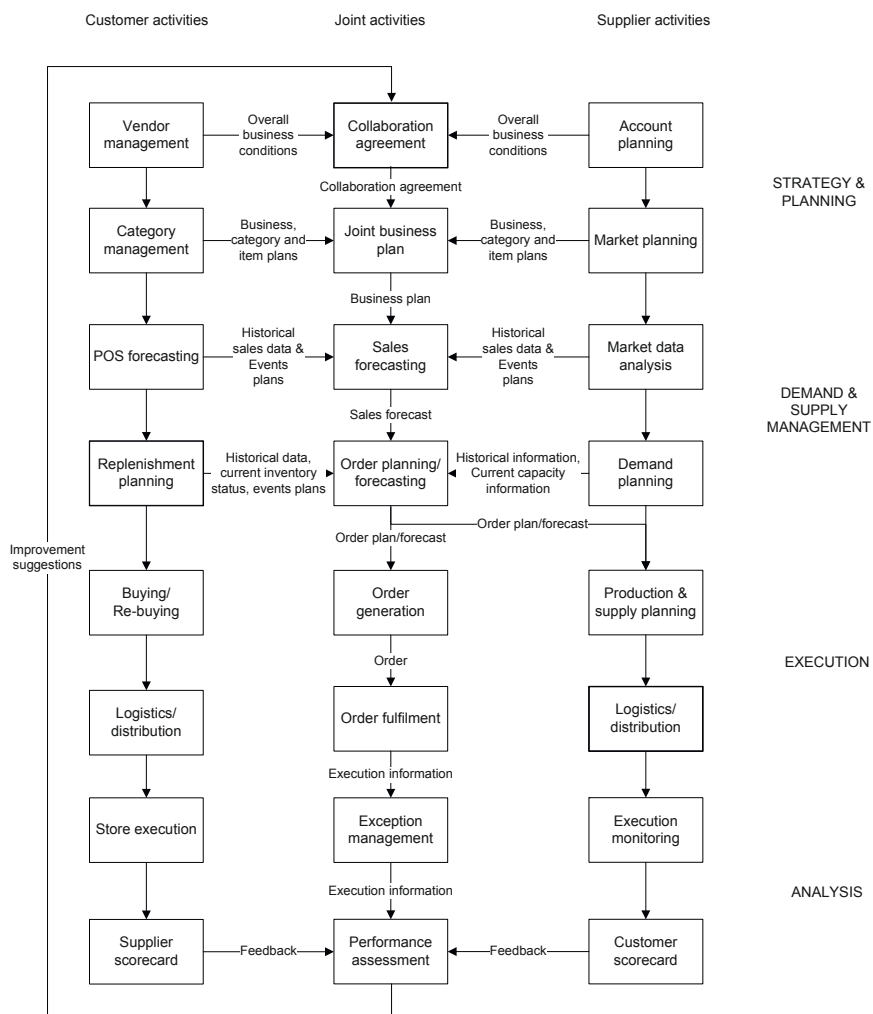 Customer activities
Joint activities
Supplier activities
Vendor
management
Overall
business
conditions
Collaboration
agreement
Overall
business
conditions
Account
planning
Collaboration agreement
STRATEGY &
PLANNING
Category
management
Business,
category and
item plans
Joint business
plan
Business,
category and
item plans
Market planning
Business plan
POS forecasting
Historical
sales data &
Events
plans
Sales
forecasting
Historical
sales data &
Events
plans
Market data
analysis
DEMAND &
SUPPLY
MANAGEMENT
Sales forecast
Replenishment
planning
Historical data,
current inventory
status, events plans
Order planning/
forecasting
Historical information,
Current capacity
information
Demand
planning
Order plan/forecast
Order plan/forecast
Improvement
suggestions
Buying/
Re-buying
Order
generation
Production &
supply planning
Order
EXECUTION
Logistics/
distribution
Order fulfilment
Logistics/
distribution
Execution information
Store execution
Exception
management
Execution
monitoring
Execution information
ANALYSIS
Supplier
scorecard
Feedback
Performance
assessment
Feedback
Customer
scorecard